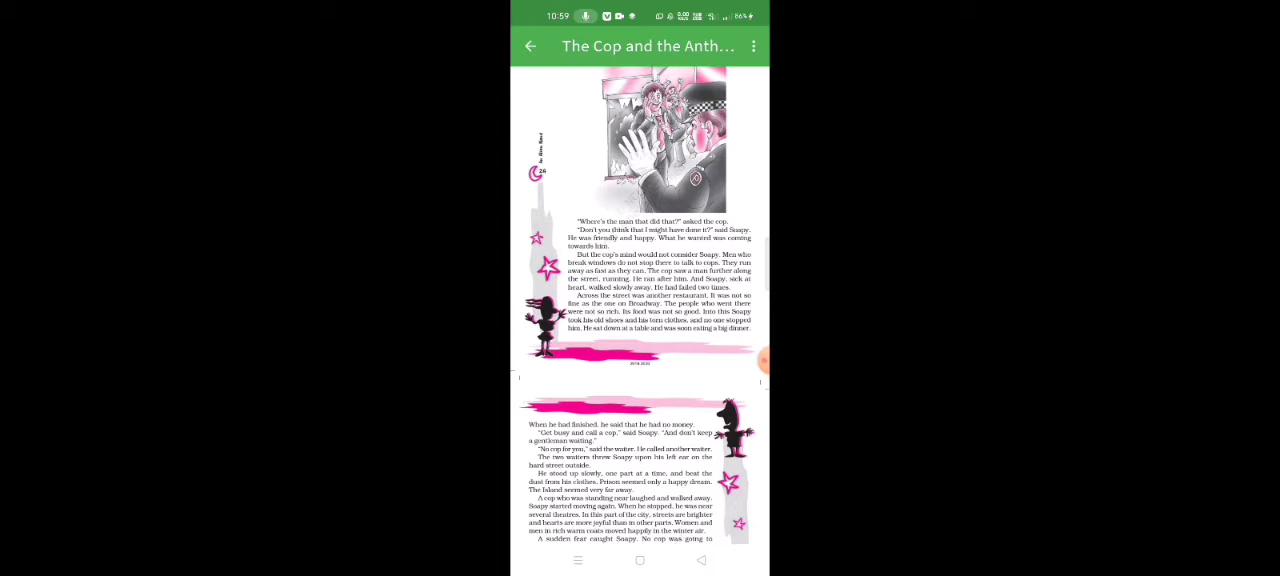 10:59
0.00
86%
The Cop and the Anth...
26
"Where's the man that did that?" asked the cop.
"Don't you think that I might have done it?" said Soapy.
He was friendly and happy. What he wanted was coming
towards him.
But the cop's mind would not consider Soapy. Men who
break windows do not stop there to talk to cops. They run
away as fast as they can. The cop saw a man further along
the street, running. He ran after him. And Soapy, sick at
heart, walked slowly away. He had failed two times.
Across the street was another restaurant. It was not so
fine as the one on Broadway. The people who went there
were not so rich. Its food was not so good. Into this Soapy
took his old shoes and his torn clothes, and no one stopped
him. He sat down at a table and was soon eating a big dinner.
2019-2020
When he had finished, he said that he had no money.
"Get busy and call a cop," said Soapy. "And don't keep
a gentleman waiting."
"No cop for you," said the waiter. He called another waiter.
The two waiters threw Soapy upon his left ear on the
hard street outside.
He stood up slowly, one part at a time, and beat the
dust from his clothes. Prison seemed only a happy dream.
The Island seemed very far away.
A cop who was standing near laughed and walked away.
Soapy started moving again. When he stopped, he was near
several theatres. In this part of the city, streets are brighter
and hearts are more joyful than in other parts. Women and
men in rich warm coats moved happily in the winter air.
A sudden fear caught Soapy. No cop was going to